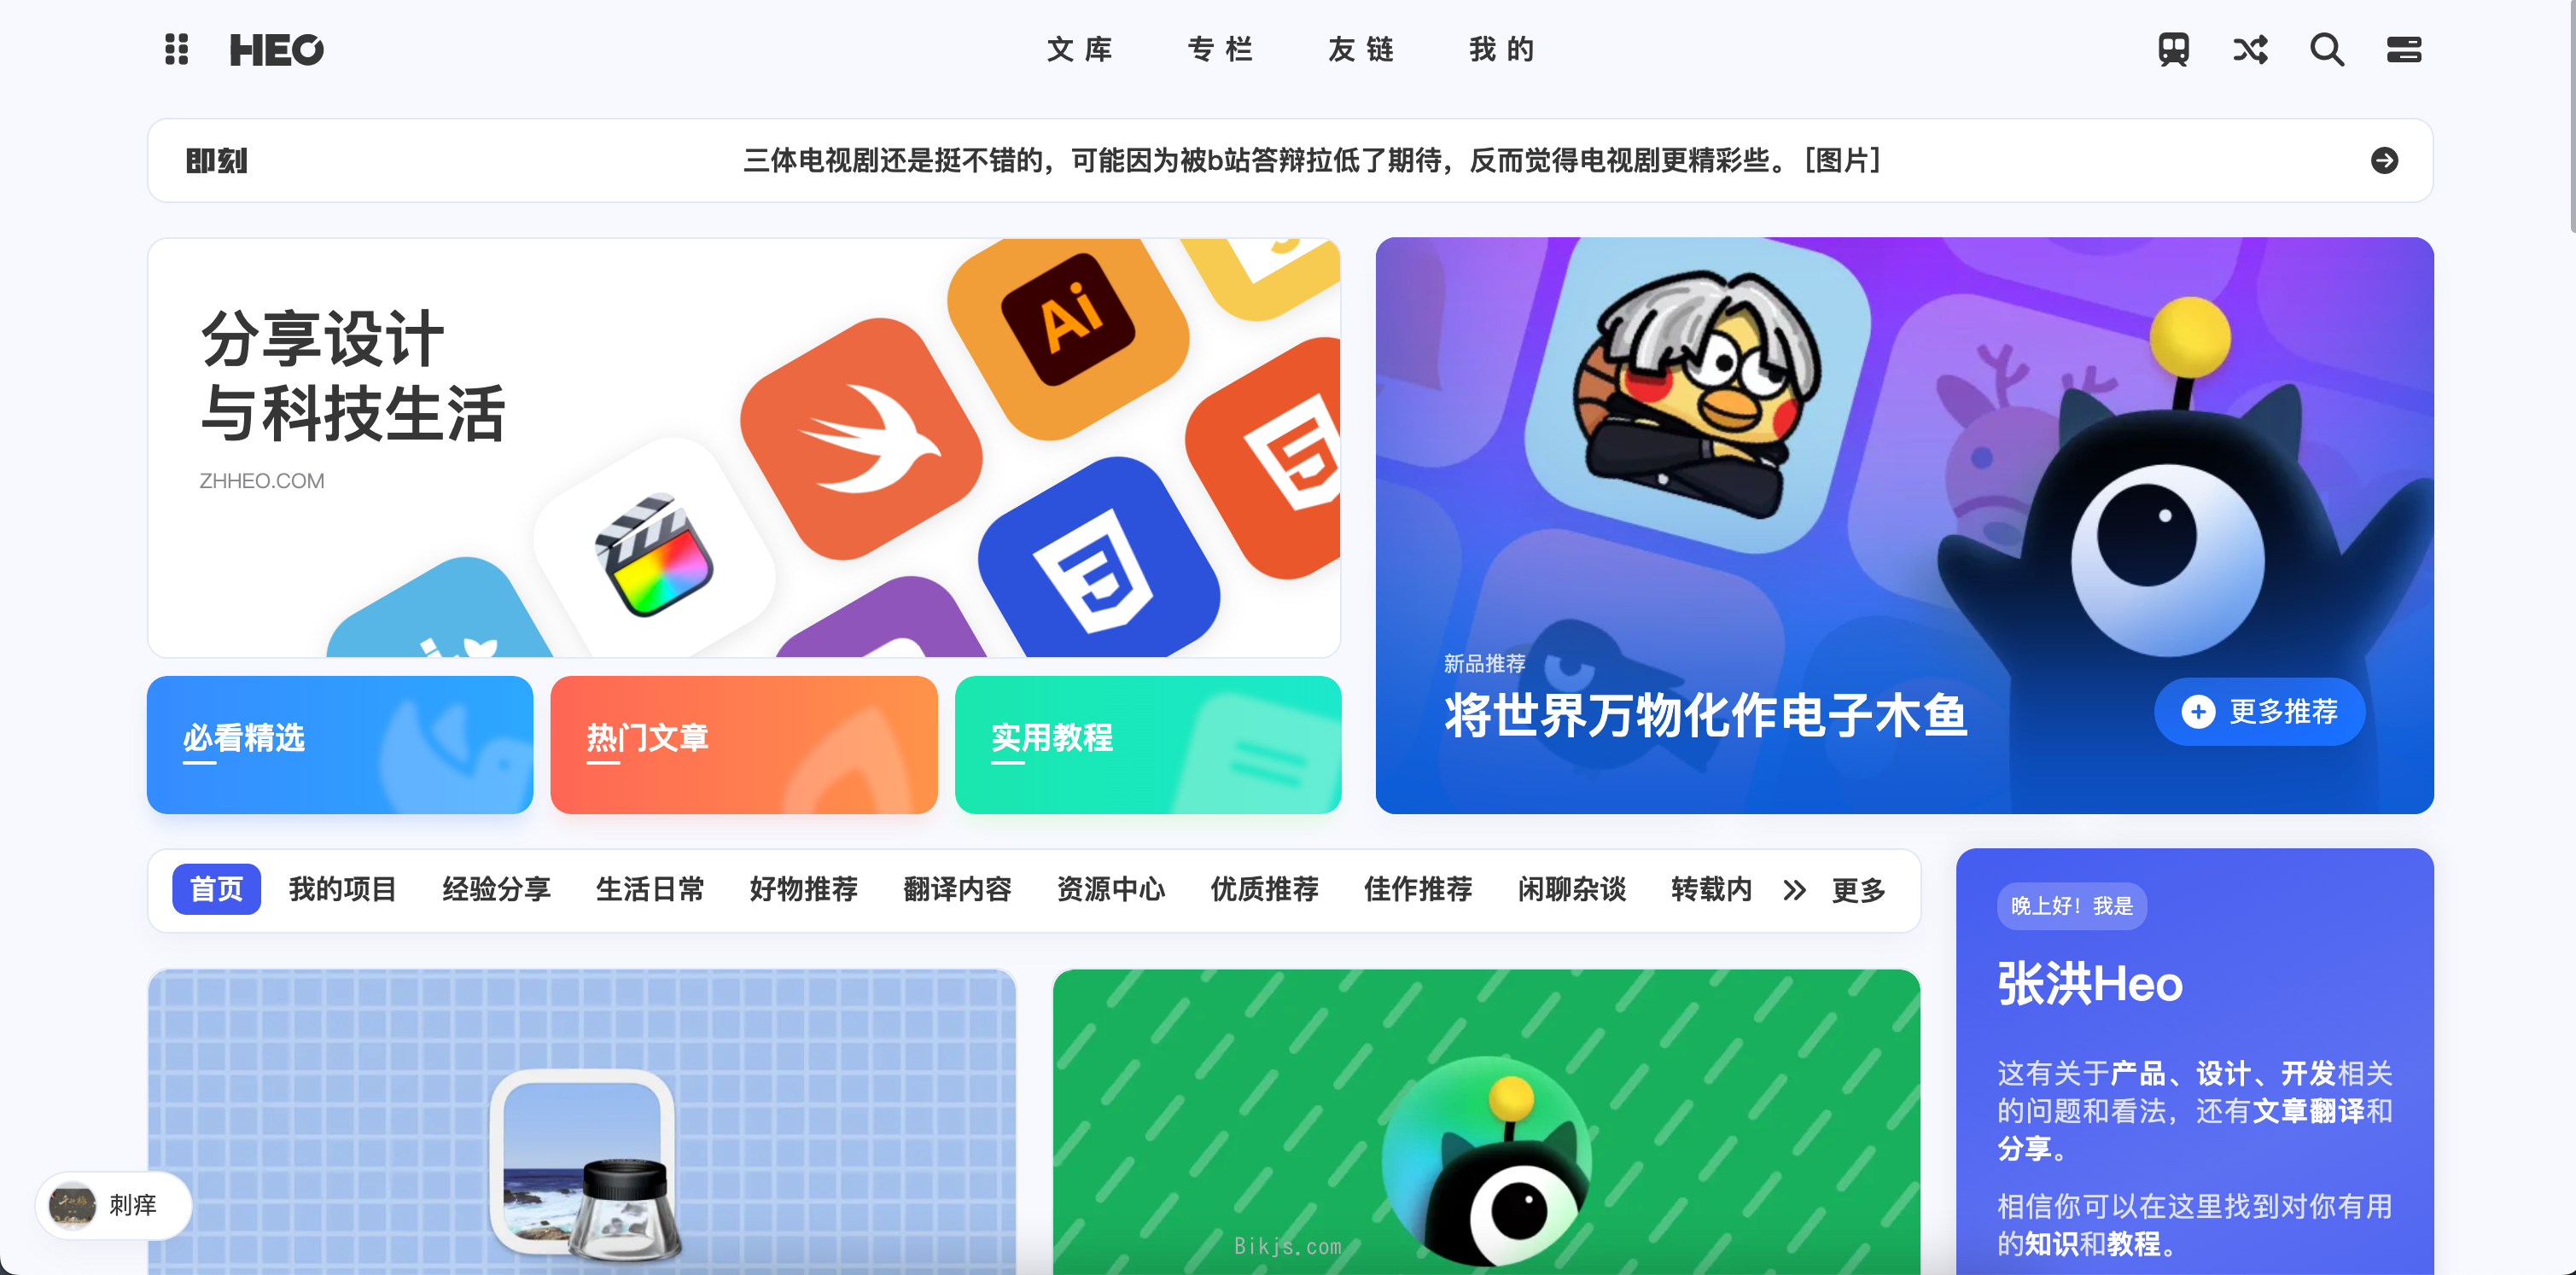 HEO
文库 专栏 友链 我的
即刻 三体电视剧还是挺不错的，可能因为被b站答辩拉低了期待，反而觉得电视剧更精彩些。[图片]
分享设计
与科技生活
ZHHEO.COM
Ai
新品推荐
将世界万物化作电子木鱼
更多推荐
必看精选 热门文章 实用教程
首页 我的项目 经验分享 生活日常 好物推荐 翻译内容 资源中心 优质推荐 佳作推荐 闲聊杂谈 转载内 更多
晚上好！我是
张洪Heo
这有关于产品、设计、开发相关
的问题和看法，还有文章翻译和
分享。
相信你可以在这里找到对你有用
的知识和教程。
刺痒
Bikjs.com